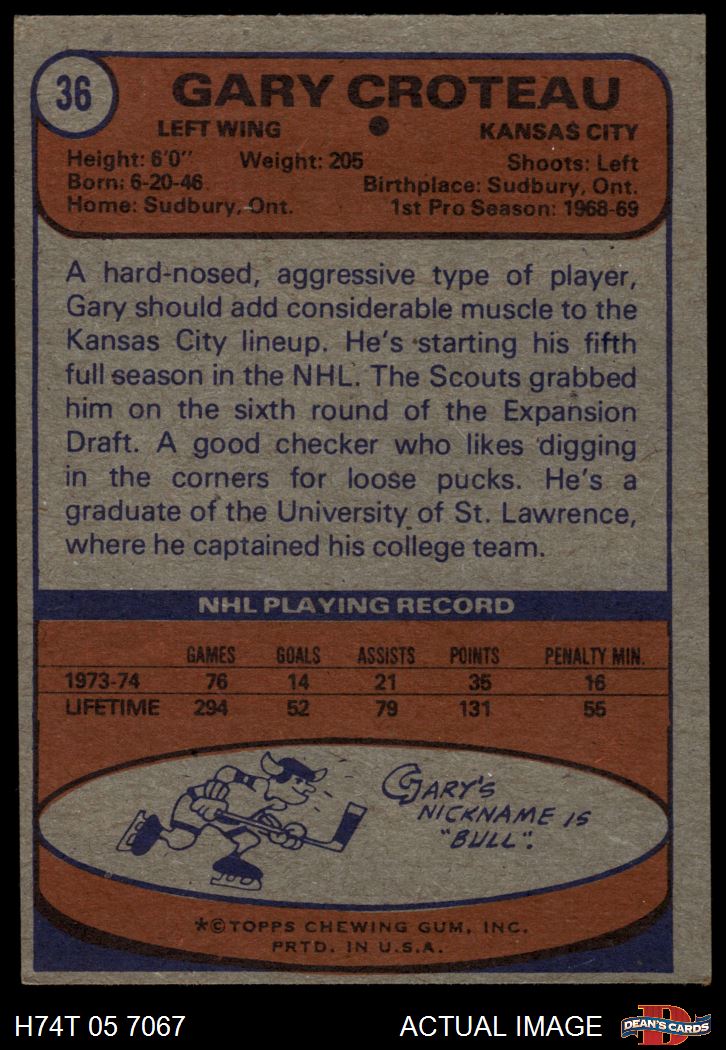 36
GARY CROTEAU
LEFT WING ● KANSAS CITY
Height: 6'0" Weight: 205 Shoots: Left
Born: 6-20-46 Birthplace: Sudbury, Ont.
Home: Sudbury, Ont. 1st Pro Season: 1968-69
A hard-nosed, aggressive type of player,
Gary should add considerable muscle to the
Kansas City lineup. He's starting his fifth
full season in the NHL. The Scouts grabbed
him on the sixth round of the Expansion
Draft. A good checker who likes digging
in the corners for loose pucks. He's a
graduate of the University of St. Lawrence,
where he captained his college team.
NHL PLAYING RECORD
GAMES GOALS ASSISTS POINTS PENALTY MIN.
1973-74 76 14 21 35 16
LIFETIME 294 52 79 131 55
GARY'S
NICKNAME IS
"BULL".
*©TOPPS CHEWING GUM, INC.
PRTD. IN U.S.A.
H74T 05 7067 ACTUAL IMAGE
D
DEAN'S CARDS